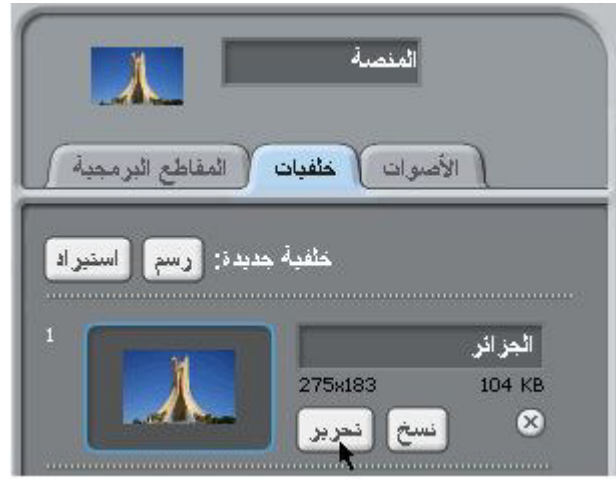 المنصة
الأصوات خلفيات المقاطع البرمجية
خلفية جديدة: رسم استيراد
1
الجزائر
275x183 104 KB
نسخ تحرير